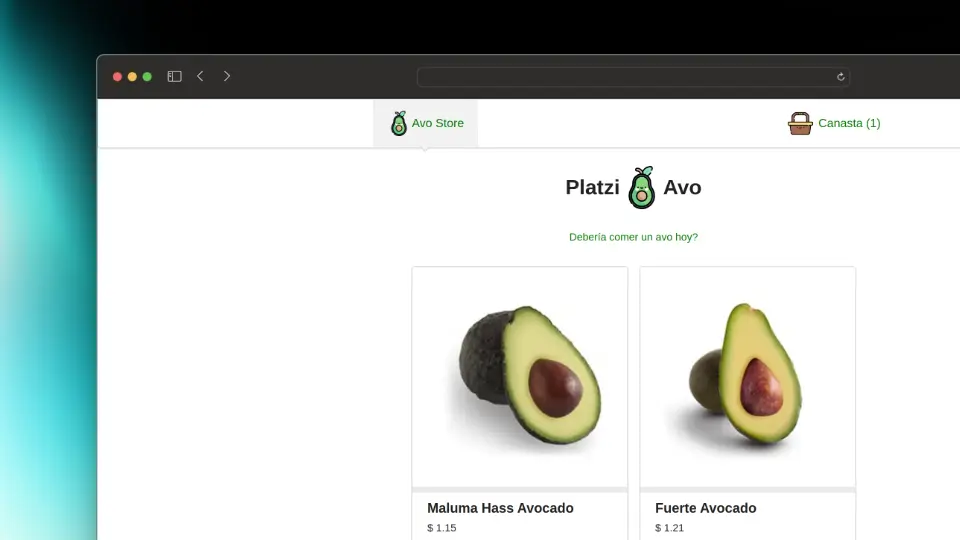 Avo Store
Canasta (1)
Platzi Avo
Debería comer un avo hoy?
Maluma Hass Avocado
$ 1.15
Fuerte Avocado
$ 1.21